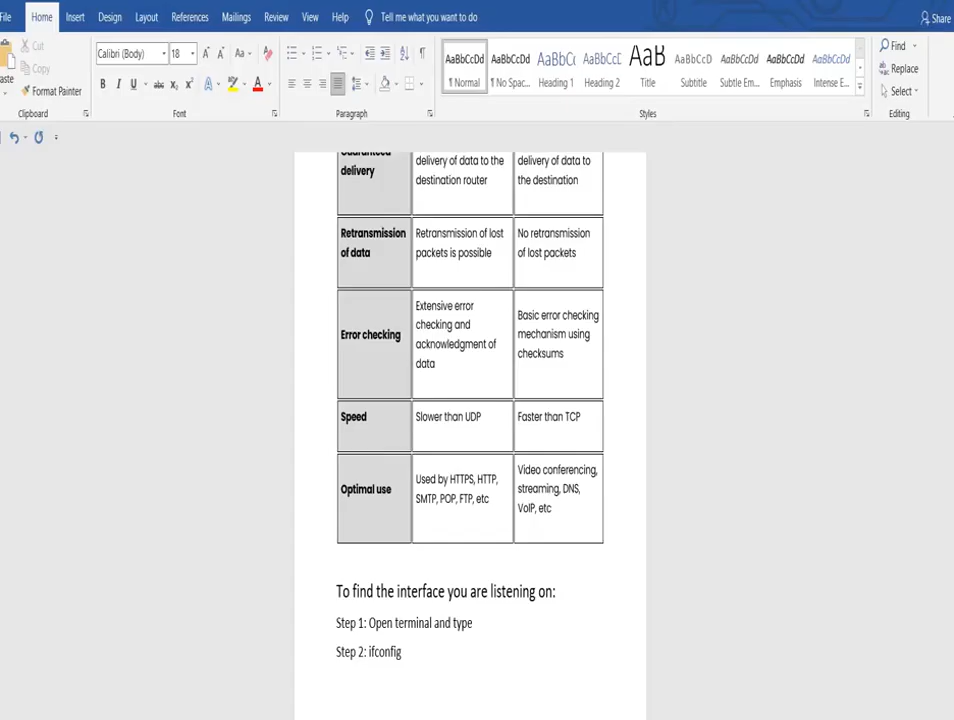 File Home Insert Design Layout References Mailings Review View Help Tell me what you want to do Share
Cut
Copy
Paste
Format Painter
Clipboard
Calibri (Body) 18
Font
Paragraph
AaBbCcDd AaBbCcDd AaBbC( AaBbCcC AaB AaBbCcD AaBbCcDd AaBbCcDd AaBbCcDd
¶ Normal ¶ No Spac... Heading 1 Heading 2 Title Subtitle Subtle Em... Emphasis Intense E...
Styles
Find
Replace
Select
Editing
Guaranteed
delivery
delivery of data to the
destination router
delivery of data to
the destination
Retransmission
of data
Retransmission of lost
packets is possible
No retransmission
of lost packets
Error checking
Extensive error
checking and
acknowledgment of
data
Basic error checking
mechanism using
checksums
Speed
Slower than UDP
Faster than TCP
Optimal use
Used by HTTPS, HTTP,
SMTP, POP, FTP, etc
Video conferencing,
streaming, DNS,
VoIP, etc
To find the interface you are listening on:
Step 1: Open terminal and type
Step 2: ifconfig